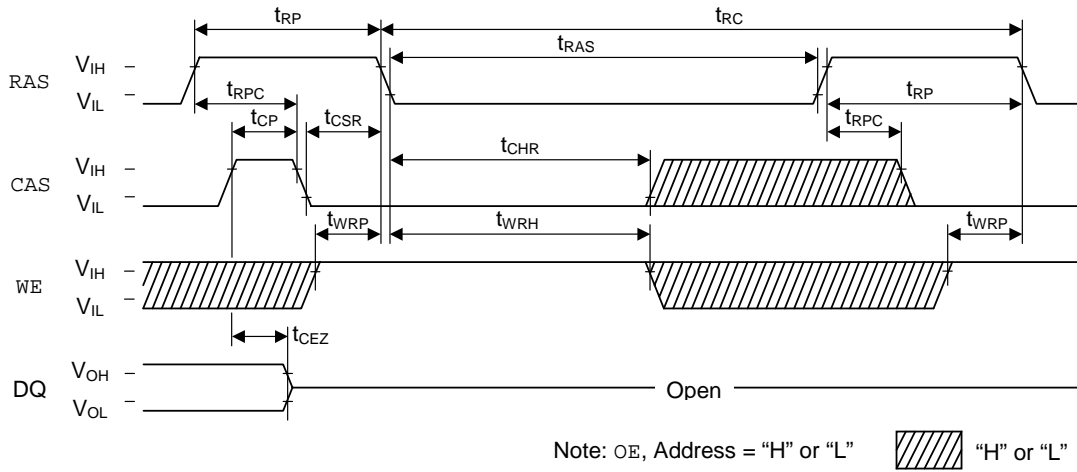 tRP
tRC
tRAS
RAS
VIH
VIL
tRPC
tCP
tCSR
tRP
tRPC
tCHR
CAS
VIH
VIL
tWRP
tWRH
tWRP
WE
VIH
VIL
tCEZ
DQ
VOH
VOL
Open
Note: OE, Address = “H” or “L”
“H” or “L”